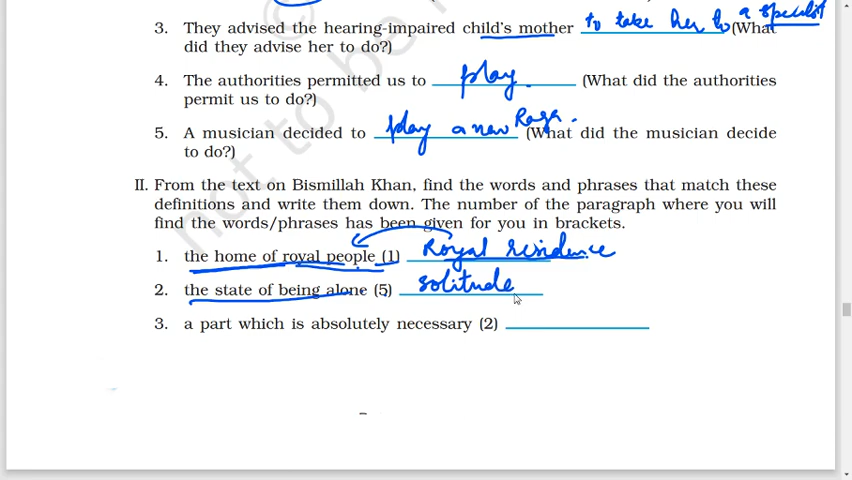 3. They advised the hearing-impaired child's mother to take her to a specialist (What
did they advise her to do?)
4. The authorities permitted us to play. (What did the authorities
permit us to do?)
5. A musician decided to play a new Raga. (What did the musician decide
to do?)
II. From the text on Bismillah Khan, find the words and phrases that match these
definitions and write them down. The number of the paragraph where you will
find the words/phrases has been given for you in brackets.
1. the home of royal people (1) Royal residence
2. the state of being alone (5) solitude
3. a part which is absolutely necessary (2)
© not to be